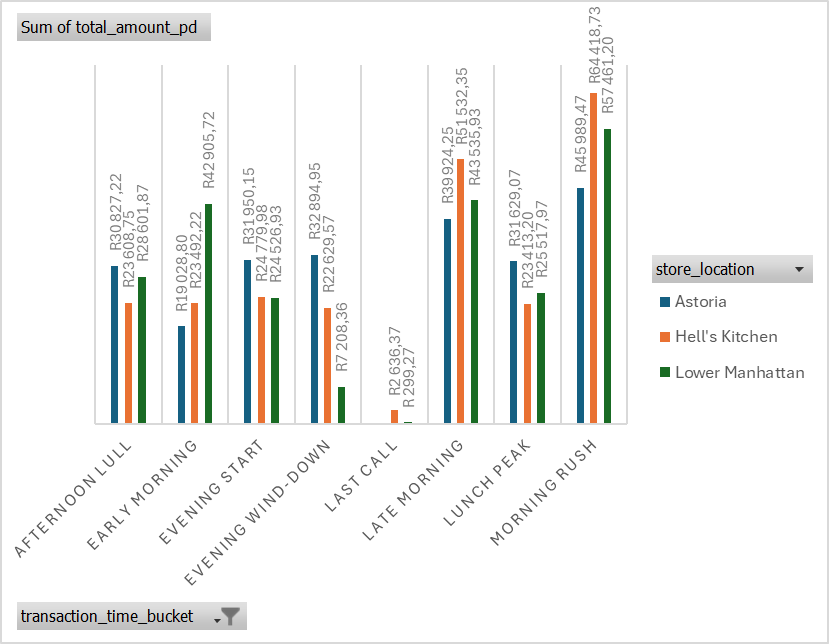 Sum of total_amount_pd
R30 827,22
R23 608,75
R28 601,87
R19 028,80
R23 492,22
R42 905,72
R31 950,15
R24 779,98
R24 526,93
R32 894,95
R22 629,57
R7 208,36
R2 636,37
R 299,27
R39 924,25
R51 532,35
R43 535,93
R31 629,07
R23 413,20
R25 517,97
R45 989,47
R64 418,73
R57 461,20
AFTERNOON LULL
EARLY MORNING
EVENING START
EVENING WIND-DOWN
LAST CALL
LATE MORNING
LUNCH PEAK
MORNING RUSH
store_location
Astoria
Hell's Kitchen
Lower Manhattan
transaction_time_bucket